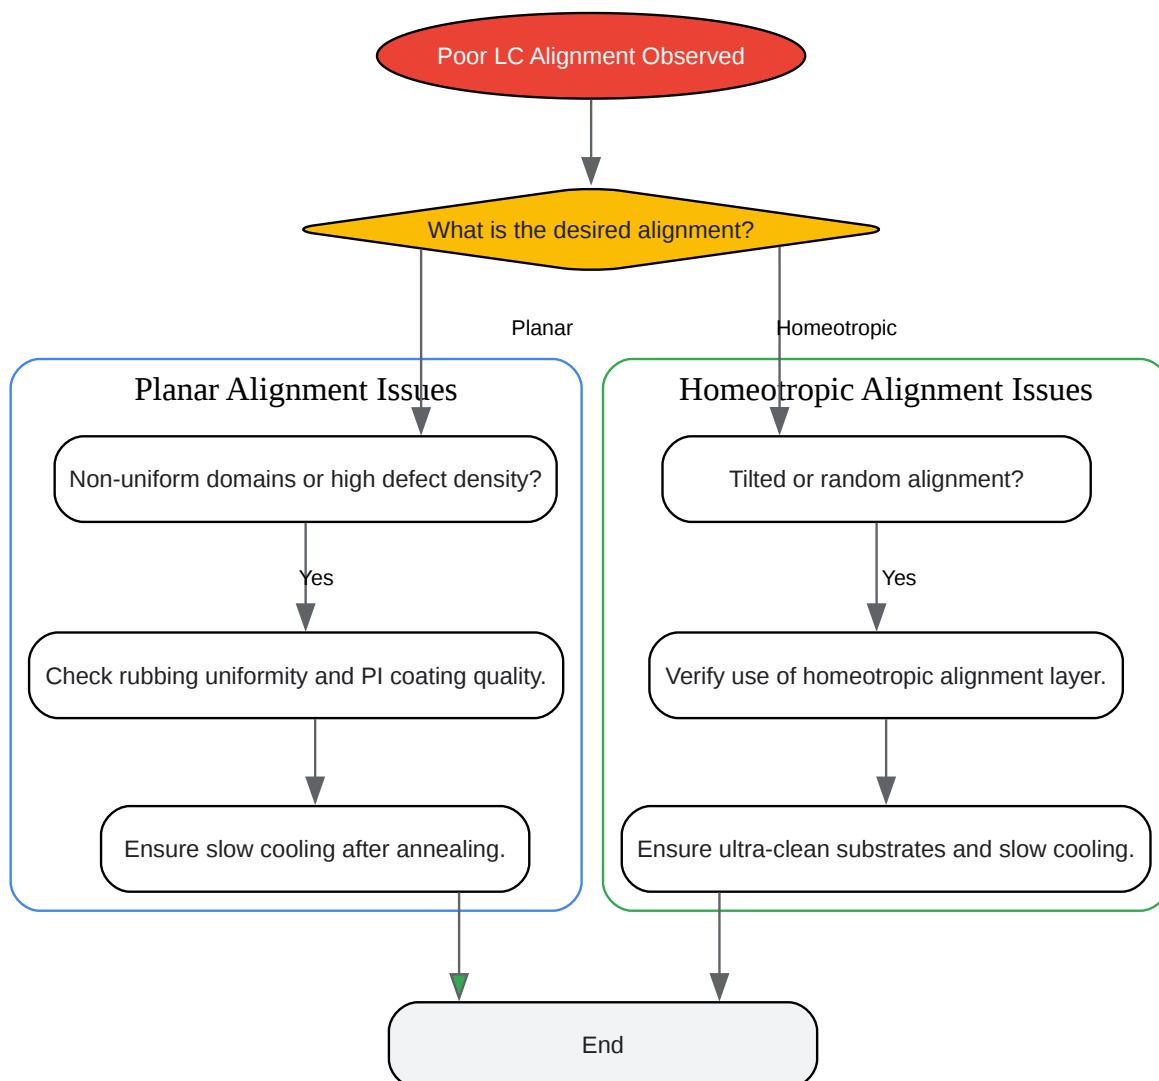 Poor LC Alignment Observed
What is the desired alignment?
Planar
Homeotropic
Planar Alignment Issues
Homeotropic Alignment Issues
Non-uniform domains or high defect density?
Tilted or random alignment?
Yes
Yes
Check rubbing uniformity and PI coating quality.
Verify use of homeotropic alignment layer.
Ensure slow cooling after annealing.
Ensure ultra-clean substrates and slow cooling.
End